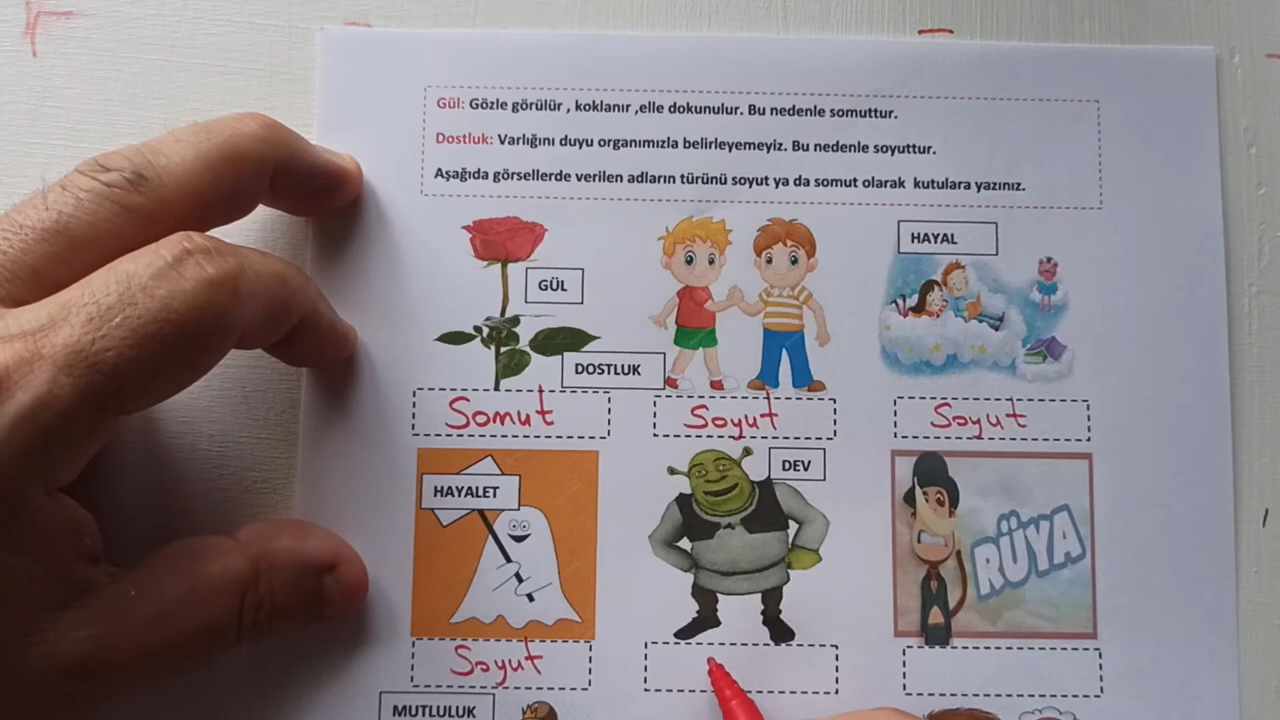 Gül: Gözle görülür , koklanır ,elle dokunulur. Bu nedenle somuttur.
Dostluk: Varlığını duyu organımızla belirleyemeyiz. Bu nedenle soyuttur.
Aşağıda görsellerde verilen adların türünü soyut ya da somut olarak kutulara yazınız.
GÜL
DOSTLUK
HAYAL
Somut
Soyut
Soyut
HAYALET
DEV
RÜYA
Soyut
MUTLULUK